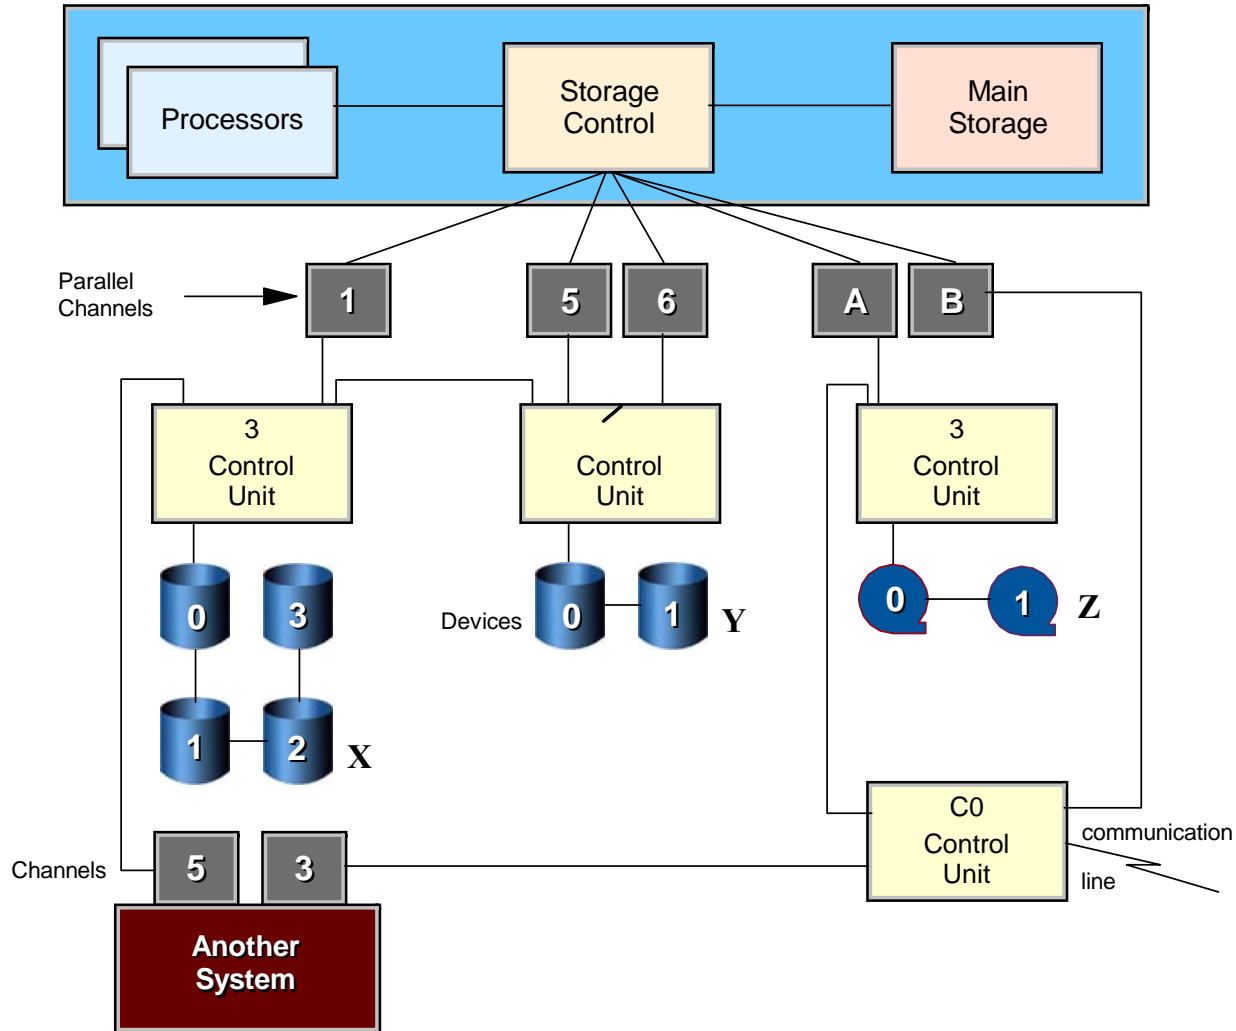 Storage
Control
Main
Storage
Processors
Parallel
Channels
1
5
6
A
B
3
Control
Unit
Control
Unit
3
Control
Unit
0
3
Devices
0
1
Y
0
1
Z
1
2
X
C0
Control
Unit
communication
line
Channels
5
3
Another
System